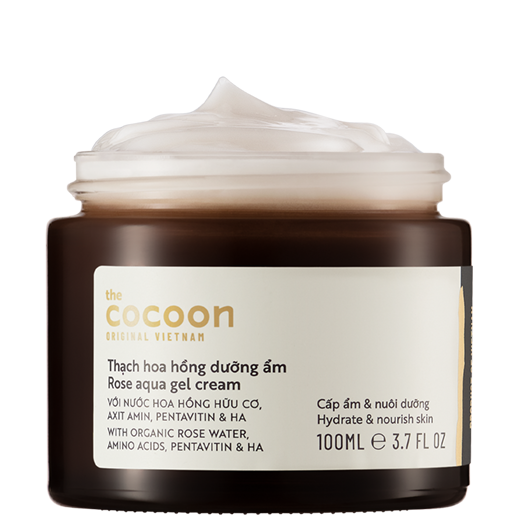 the
cocoon
ORIGINAL VIETNAM
Thạch hoa hồng dưỡng ẩm
Rose aqua gel cream
VỚI NƯỚC HOA HỒNG HỮU CƠ,
AXIT AMIN, PENTAVITIN & HA
WITH ORGANIC ROSE WATER,
AMINO ACIDS, PENTAVITIN & HA
Cấp ẩm & nuôi dưỡng
Hydrate & nourish skin
100ML ℮ 3.7 FL OZ